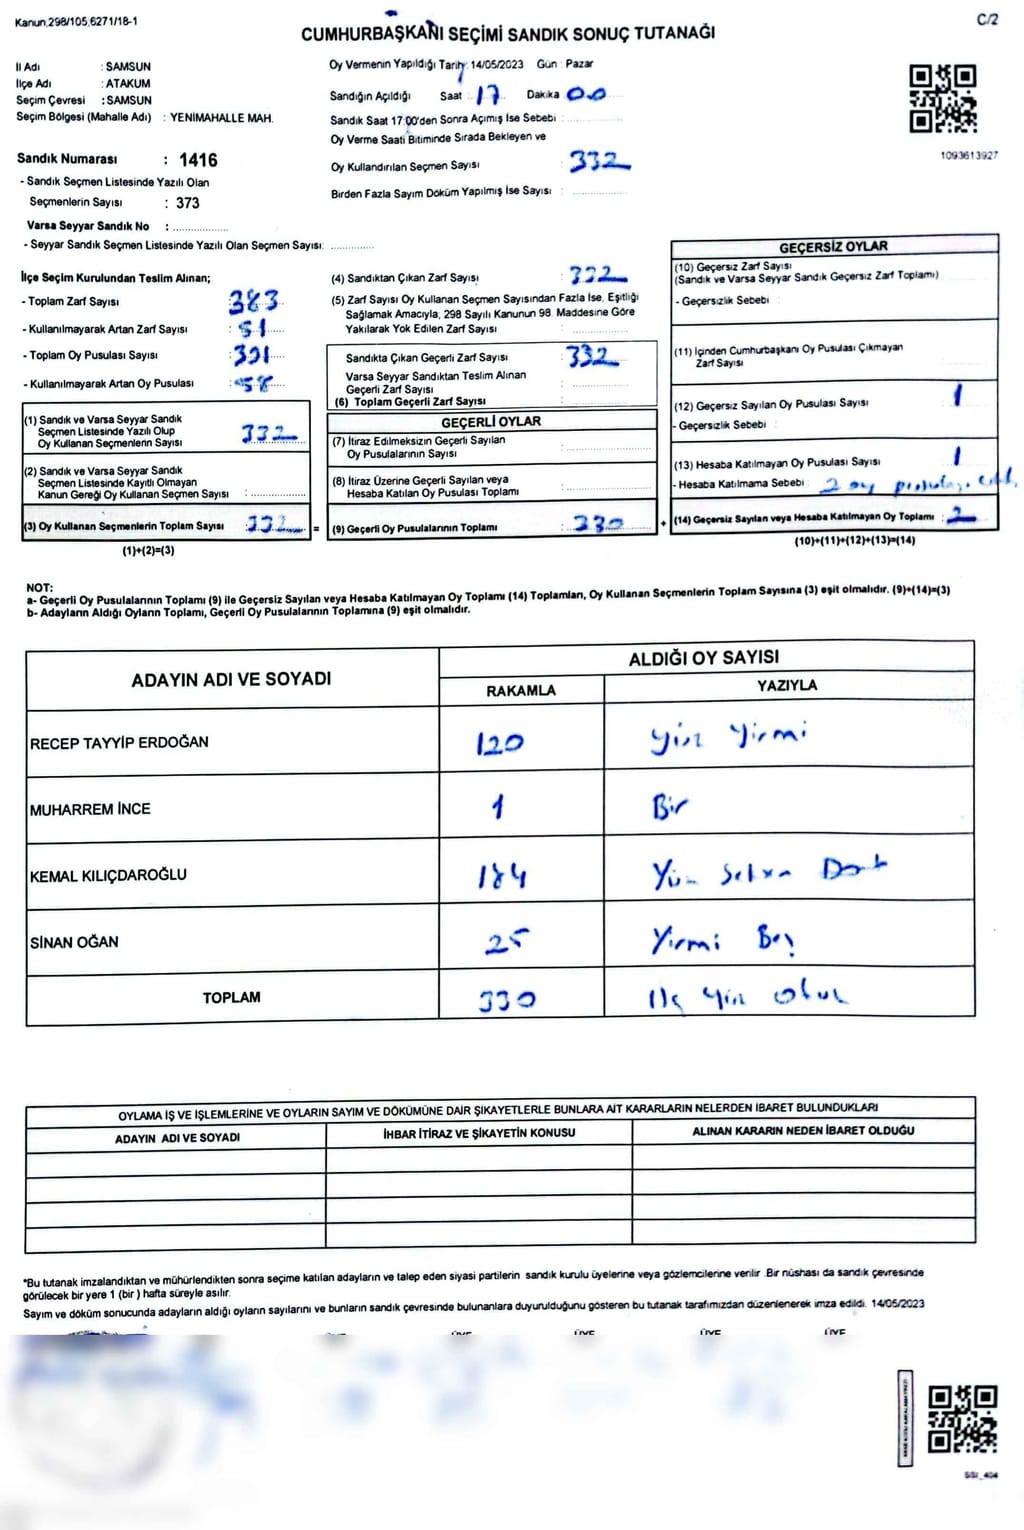 Kanun,298/105,6271/18-1
C/2
CUMHURBAŞKANI SEÇİMİ SANDIK SONUÇ TUTANAĞI
İl Adı : SAMSUN
İlçe Adı : ATAKUM
Seçim Çevresi : SAMSUN
Seçim Bölgesi (Mahalle Adı) : YENİMAHALLE MAH.
Sandık Numarası : 1416
- Sandık Seçmen Listesinde Yazılı Olan
Seçmenlerin Sayısı : 373
Varsa Seyyar Sandık No : ....................
- Seyyar Sandık Seçmen Listesinde Yazılı Olan Seçmen Sayısı: ...............
Oy Vermenin Yapıldığı Tarih: 14/05/2023 Gün : Pazar
Sandığın Açıldığı Saat : 17 Dakika 00
Sandık Saat 17:00'den Sonra Açımış İse Sebebi :
Oy Verme Saati Bitiminde Sırada Bekleyen ve
Oy Kullandırılan Seçmen Sayısı : 332
Birden Fazla Sayım Döküm Yapılmış İse Sayısı :
1093613927
İlçe Seçim Kurulundan Teslim Alınan;
- Toplam Zarf Sayısı : 383
- Kullanılmayarak Artan Zarf Sayısı : 51
- Toplam Oy Pusulası Sayısı :
- Kullanılmayarak Artan Oy Pusulası : 58
(1) Sandık ve Varsa Seyyar Sandık
Seçmen Listesinde Yazılı Olup
Oy Kullanan Seçmenlerin Sayısı : 332
(2) Sandık ve Varsa Seyyar Sandık
Seçmen Listesinde Kayıtlı Olmayan
Kanun Gereği Oy Kullanan Seçmen Sayısı :
(3) Oy Kullanan Seçmenlerin Toplam Sayısı : 332 =
(1)+(2)=(3)
(4) Sandıktan Çıkan Zarf Sayısı : 332
(5) Zarf Sayısı Oy Kullanan Seçmen Sayısından Fazla İse, Eşitliği
Sağlamak Amacıyla, 298 Sayılı Kanunun 98. Maddesine Göre
Yakılarak Yok Edilen Zarf Sayısı :
Sandıkta Çıkan Geçerli Zarf Sayısı : 332
Varsa Seyyar Sandıktan Teslim Alınan
Geçerli Zarf Sayısı :
(6) Toplam Geçerli Zarf Sayısı :
GEÇERLİ OYLAR
(7) İtiraz Edilmeksizin Geçerli Sayılan
Oy Pusulalarının Sayısı :
(8) İtiraz Üzerine Geçerli Sayılan veya
Hesaba Katılan Oy Pusulası Toplamı :
(9) Geçerli Oy Pusulalarının Toplamı : 330 +
GEÇERSİZ OYLAR
(10) Geçersiz Zarf Sayısı
(Sandık ve Varsa Seyyar Sandık Geçersiz Zarf Toplamı) :
- Geçersizlik Sebebi :
(11) İçinden Cumhurbaşkanı Oy Pusulası Çıkmayan
Zarf Sayısı :
(12) Geçersiz Sayılan Oy Pusulası Sayısı : 1
- Geçersizlik Sebebi :
(13) Hesaba Katılmayan Oy Pusulası Sayısı : 1
- Hesaba Katılmama Sebebi : 2 oy pusulası
(14) Geçersiz Sayılan veya Hesaba Katılmayan Oy Toplamı : 2
(10)+(11)+(12)+(13)=(14)
NOT:
a- Geçerli Oy Pusulalarının Toplamı (9) ile Geçersiz Sayılan veya Hesaba Katılmayan Oy Toplamı (14) Toplamları, Oy Kullanan Seçmenlerin Toplam Sayısına (3) eşit olmalıdır. (9)+(14)=(3)
b- Adayların Aldığı Oyların Toplamı, Geçerli Oy Pusulalarının Toplamına (9) eşit olmalıdır.
ADAYIN ADI VE SOYADI ALDIĞI OY SAYISI
RAKAMLA YAZIYLA
RECEP TAYYİP ERDOĞAN 120 Yüz Yirmi
MUHARREM İNCE 1 Bir
KEMAL KILIÇDAROĞLU 184 Yüz Seksen Dört
SİNAN OĞAN 25 Yirmi Beş
TOPLAM 330 Üç Yüz Otuz
OYLAMA İŞ VE İŞLEMLERİNE VE OYLARIN SAYIM VE DÖKÜMÜNE DAİR ŞİKAYETLERLE BUNLARA AİT KARARLARIN NELERDEN İBARET BULUNDUKLARI
ADAYIN ADI VE SOYADI İHBAR İTİRAZ VE ŞİKAYETİN KONUSU ALINAN KARARIN NEDEN İBARET OLDUĞU
*Bu tutanak imzalandıktan ve mühürlendikten sonra seçime katılan adayların ve talep eden siyasi partilerin sandık kurulu üyelerine veya gözlemcilerine verilir .Bir nüshası da sandık çevresinde
görülecek bir yere 1 (bir ) hafta süreyle asılır.
Sayım ve döküm sonucunda adayların aldığı oyların sayılarını ve bunların sandık çevresinde bulunanlara duyurulduğunu gösteren bu tutanak tarafımızdan düzenlenerek imza edildi. 14/05/2023
ÜYE ÜYE ÜYE ÜYE ÜYE
SSI_404